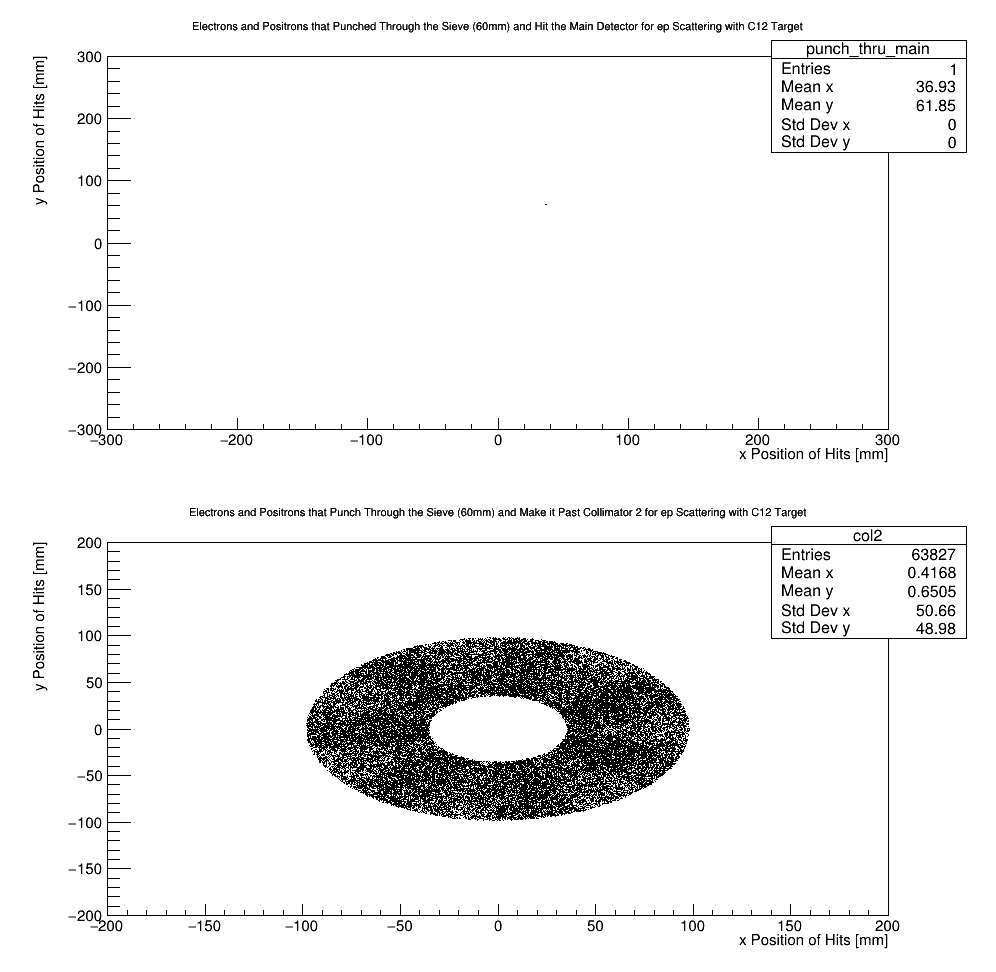 Electrons and Positrons that Punched Through the Sieve (60mm) and Hit the Main Detector for ep Scattering with C12 Target
punch_thru_main
Entries 1
Mean x 36.93
Mean y 61.85
Std Dev x 0
Std Dev y 0
y Position of Hits [mm]
300
200
100
0
−100
−200
−300
−300 −200 −100 0 100 200 300
x Position of Hits [mm]
Electrons and Positrons that Punch Through the Sieve (60mm) and Make it Past Collimator 2 for ep Scattering with C12 Target
col2
Entries 63827
Mean x 0.4168
Mean y 0.6505
Std Dev x 50.66
Std Dev y 48.98
y Position of Hits [mm]
200
150
100
50
0
−50
−100
−150
−200
−200 −150 −100 −50 0 50 100 150 200
x Position of Hits [mm]